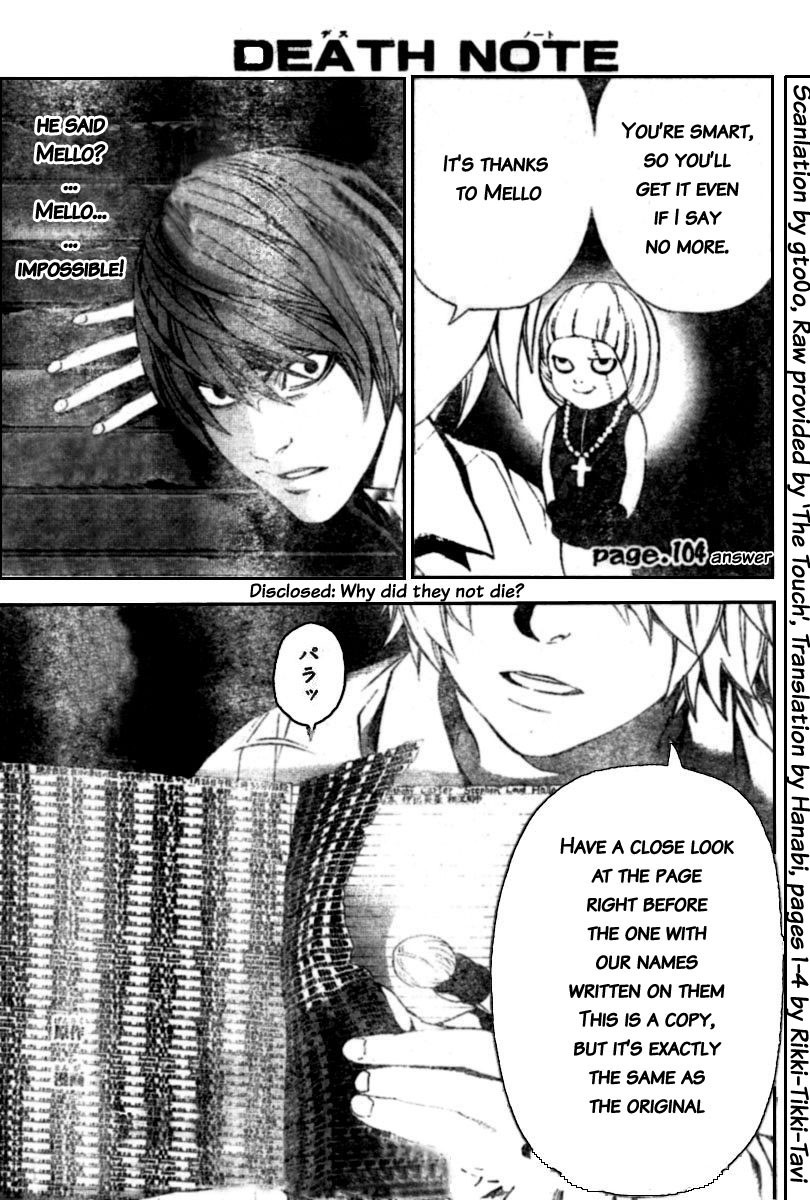 デス ノート
DEATH NOTE
YOU'RE SMART,
SO YOU'LL
GET IT EVEN
IF I SAY
NO MORE.
IT'S THANKS
TO MELLO
page.104 answer
HE SAID
MELLO?
...
MELLO...
...
IMPOSSIBLE!
Disclosed: Why did they not die?
パラッ
HAVE A CLOSE LOOK
AT THE PAGE
RIGHT BEFORE
THE ONE WITH
OUR NAMES
WRITTEN ON THEM
THIS IS A COPY,
BUT IT'S EXACTLY
THE SAME AS
THE ORIGINAL
Scanlation by gto0o, Raw provided by 'The Touch', Translation by Hanabi, pages 1-4 by Rikki-Tikki-Tavi